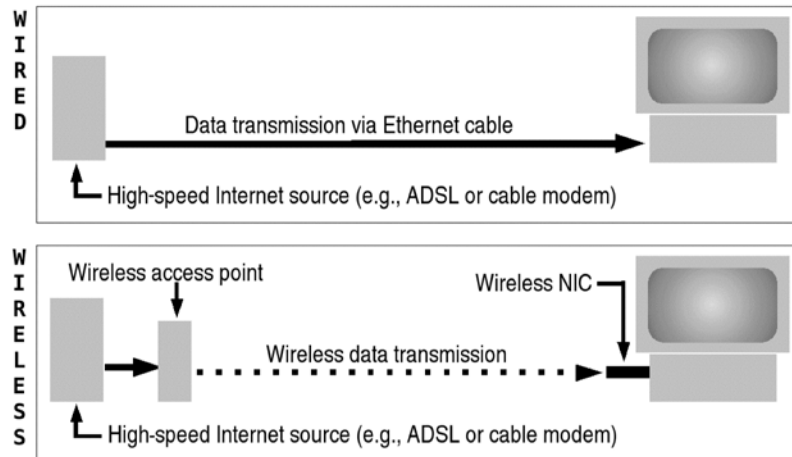 WIRED
Data transmission via Ethernet cable
High-speed Internet source (e.g., ADSL or cable modem)
WIRELESS
Wireless access point
Wireless NIC
Wireless data transmission
High-speed Internet source (e.g., ADSL or cable modem)